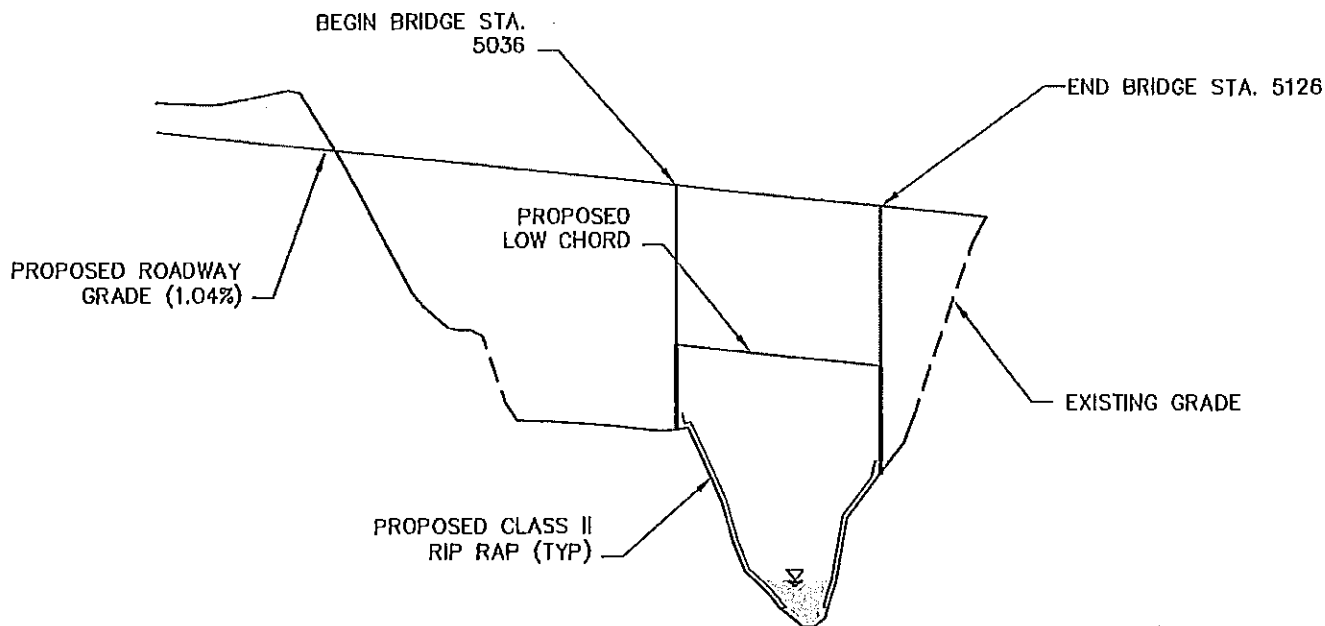 BEGIN BRIDGE STA.
5036
END BRIDGE STA. 5126
PROPOSED
LOW CHORD
PROPOSED ROADWAY
GRADE (1.04%)
EXISTING GRADE
PROPOSED CLASS II
RIP RAP (TYP)